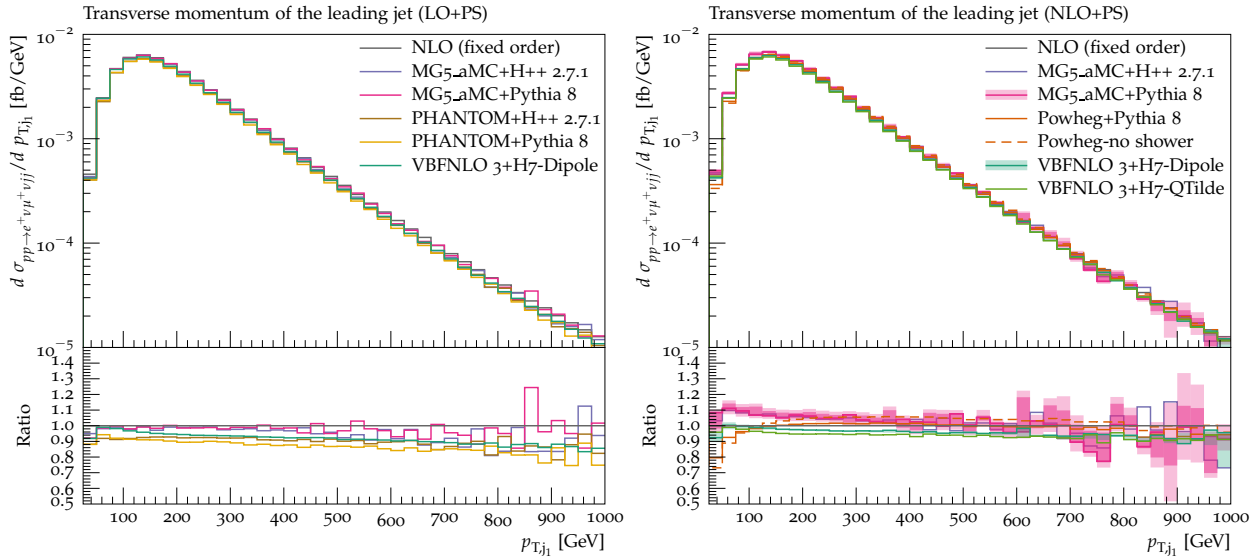 Transverse momentum of the leading jet (LO+PS)
d σ_{pp→e⁺νμ⁺νjj}/d p_{T,j₁} [fb/GeV]
10⁻²
10⁻³
10⁻⁴
10⁻⁵
NLO (fixed order)
MG5_aMC+H++ 2.7.1
MG5_aMC+Pythia 8
PHANTOM+H++ 2.7.1
PHANTOM+Pythia 8
VBFNLO 3+H7-Dipole
Ratio
1.4
1.3
1.2
1.1
1.0
0.9
0.8
0.7
0.6
0.5
100 200 300 400 500 600 700 800 900 1000
p_{T,j₁} [GeV]
Transverse momentum of the leading jet (NLO+PS)
d σ_{pp→e⁺νμ⁺νjj}/d p_{T,j₁} [fb/GeV]
10⁻²
10⁻³
10⁻⁴
10⁻⁵
NLO (fixed order)
MG5_aMC+H++ 2.7.1
MG5_aMC+Pythia 8
Powheg+Pythia 8
Powheg-no shower
VBFNLO 3+H7-Dipole
VBFNLO 3+H7-QTilde
Ratio
1.4
1.3
1.2
1.1
1.0
0.9
0.8
0.7
0.6
0.5
100 200 300 400 500 600 700 800 900 1000
p_{T,j₁} [GeV]